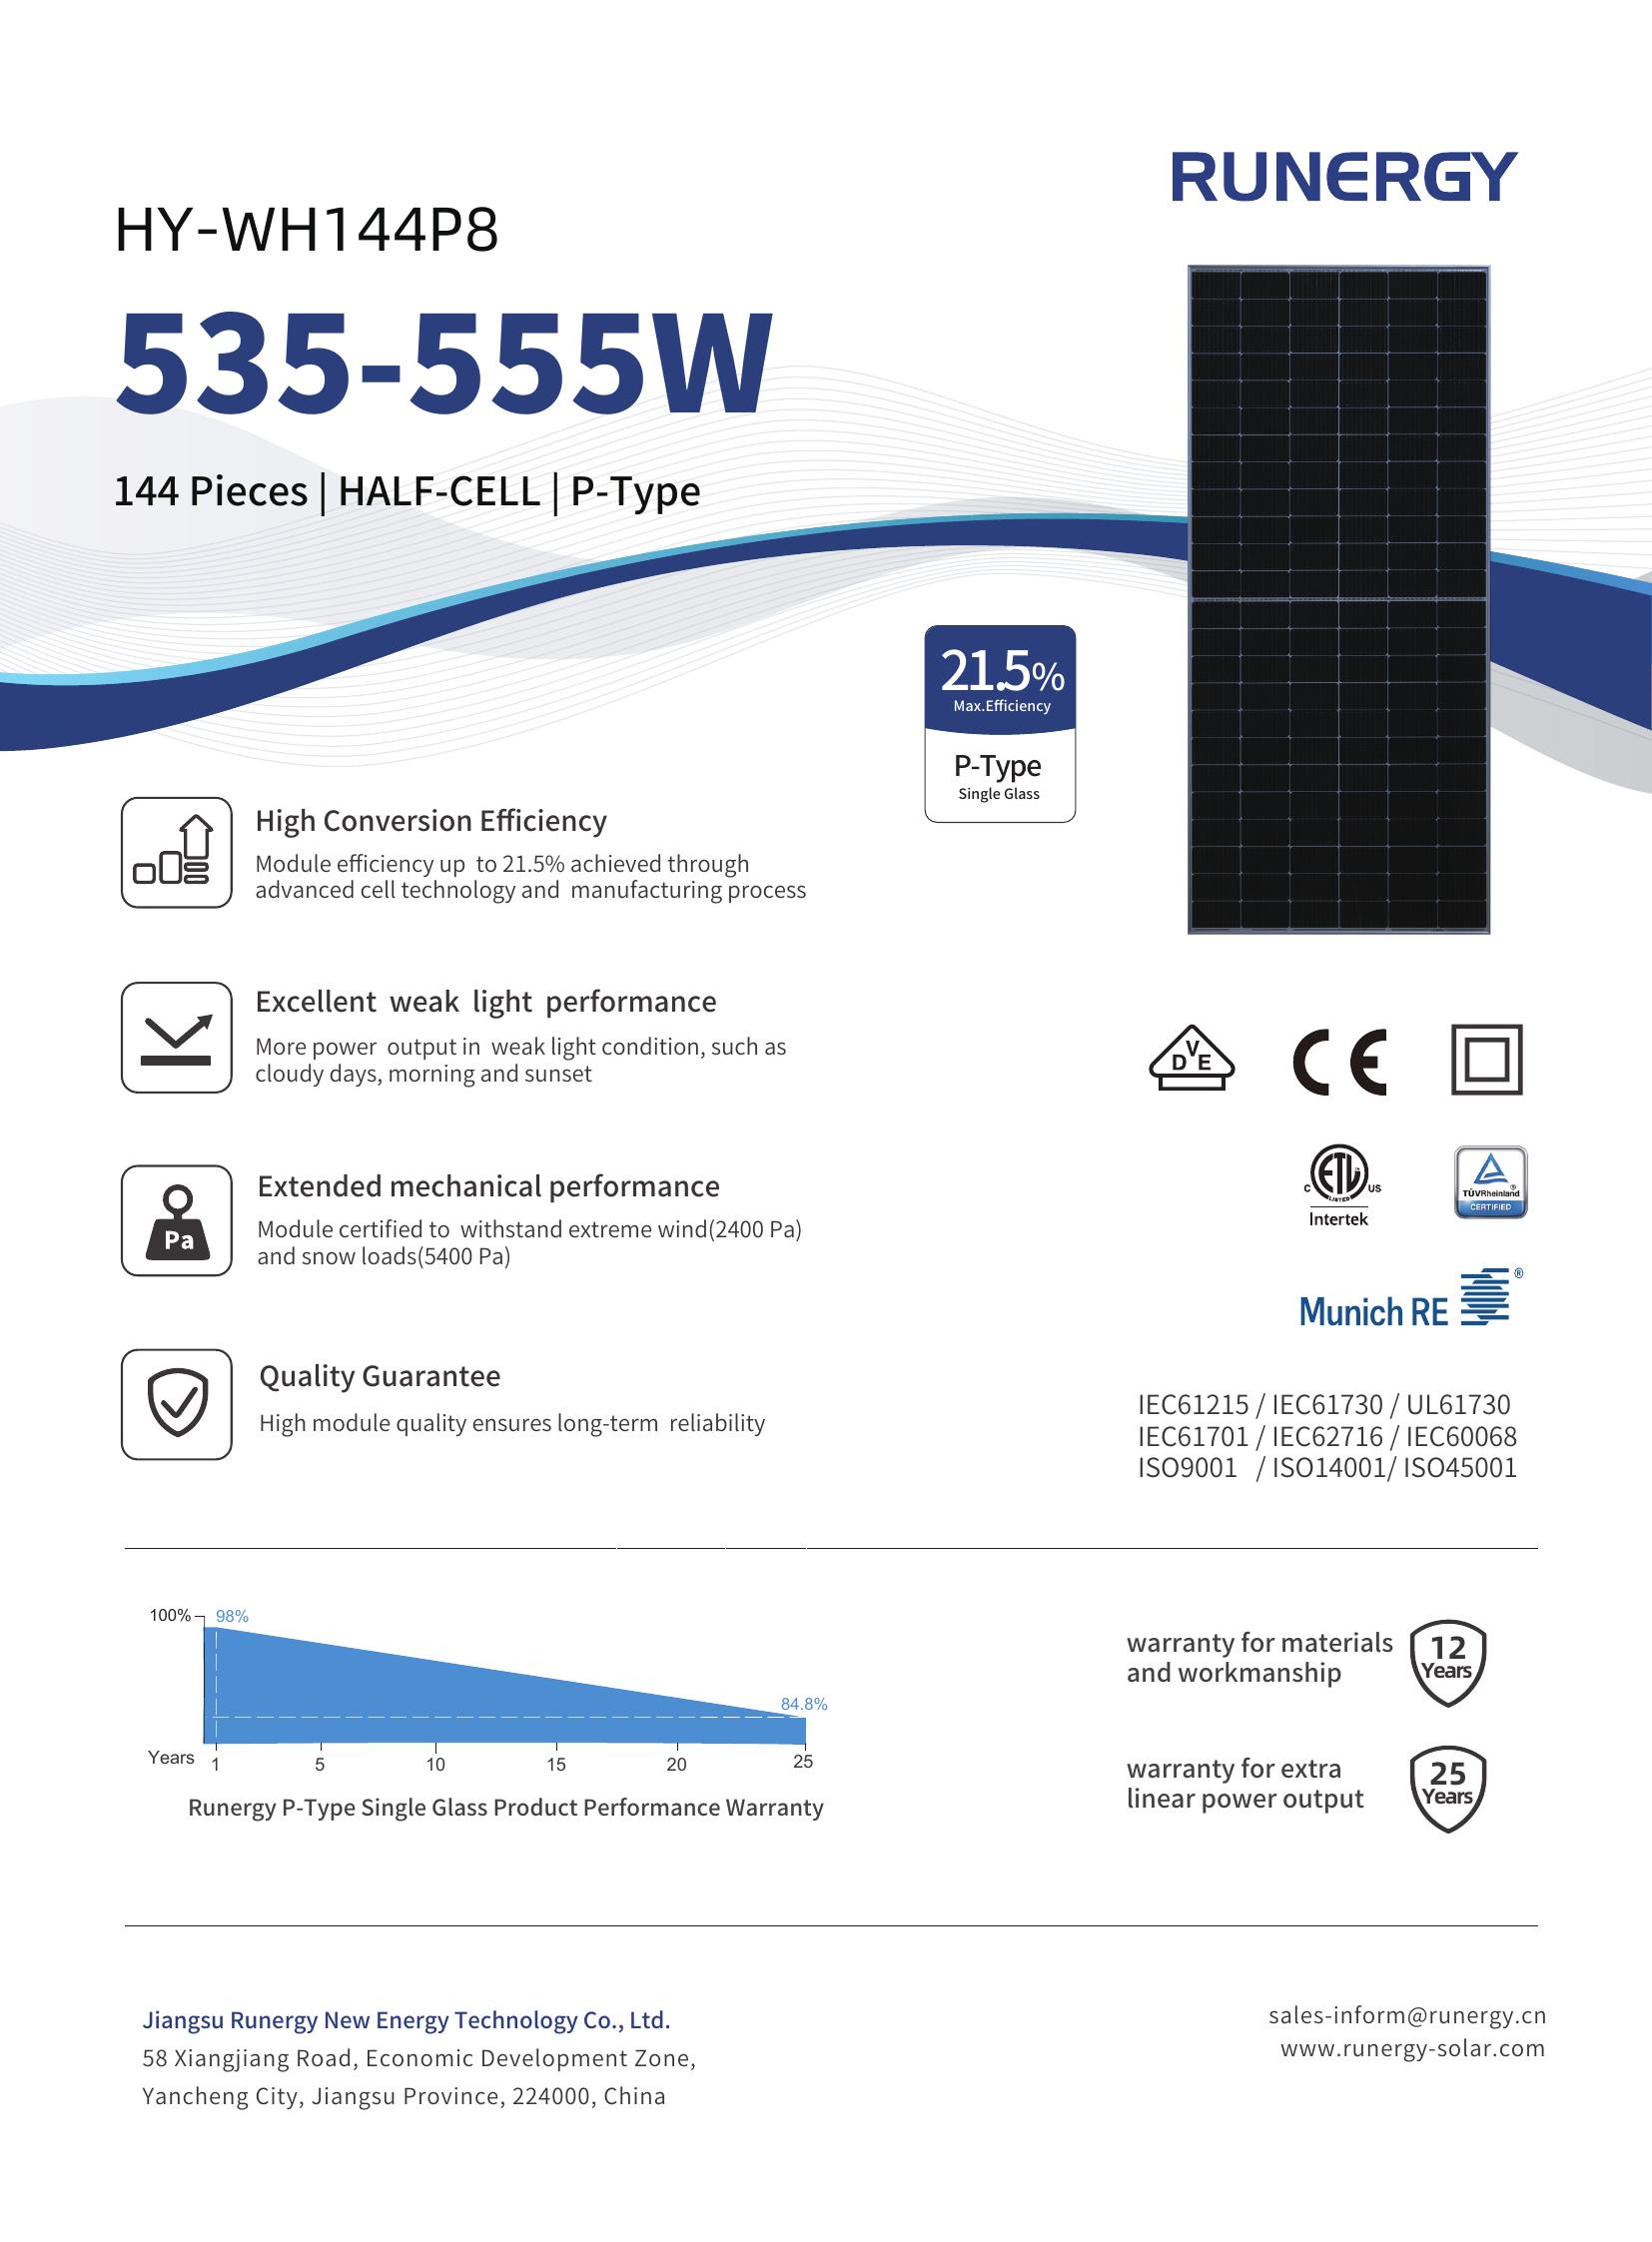 RUNERGY
HY-WH144P8
535-555W
144 Pieces | HALF-CELL | P-Type
21.5%
Max.Efficiency
P-Type
Single Glass
High Conversion Efficiency
Module efficiency up to 21.5% achieved through
advanced cell technology and manufacturing process
Excellent weak light performance
More power output in weak light condition, such as
cloudy days, morning and sunset
Extended mechanical performance
Pa
Module certified to withstand extreme wind(2400 Pa)
and snow loads(5400 Pa)
Quality Guarantee
High module quality ensures long-term reliability
DVE
CE
ETL
C US
LISTED
Intertek
TÜVRheinland®
CERTIFIED
Munich RE ®
IEC61215 / IEC61730 / UL61730
IEC61701 / IEC62716 / IEC60068
ISO9001 / ISO14001/ ISO45001
100%
98%
84.8%
Years 1 5 10 15 20 25
Runergy P-Type Single Glass Product Performance Warranty
warranty for materials
and workmanship
12
Years
warranty for extra
linear power output
25
Years
Jiangsu Runergy New Energy Technology Co., Ltd.
58 Xiangjiang Road, Economic Development Zone,
Yancheng City, Jiangsu Province, 224000, China
sales-inform@runergy.cn
www.runergy-solar.com